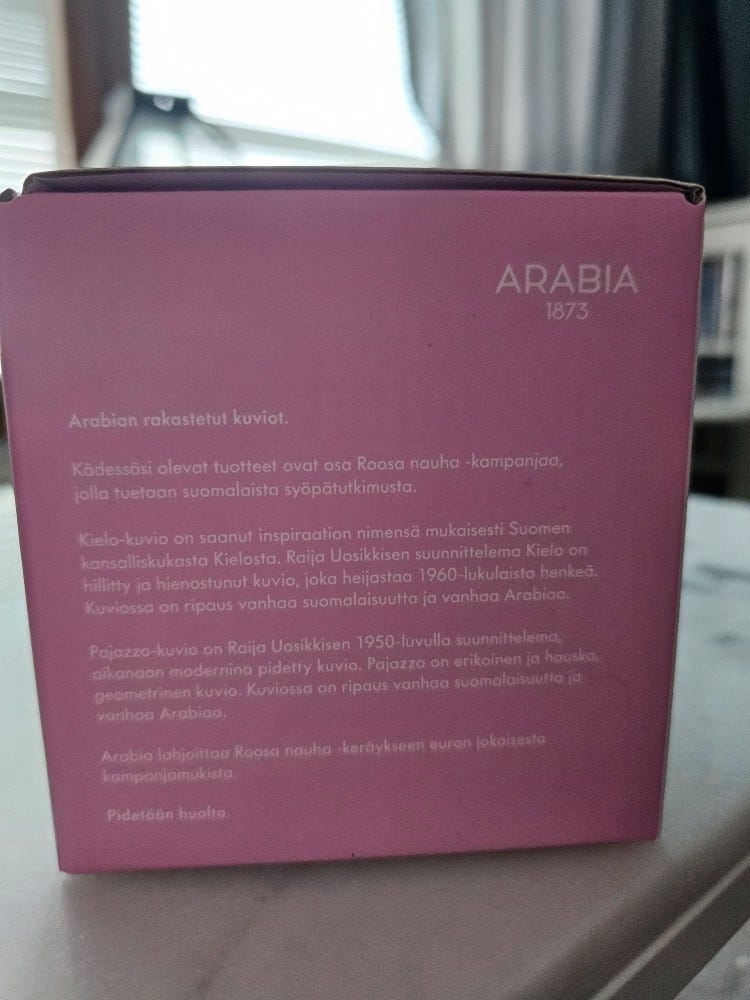 ARABIA
1873
Arabian rakastetut kuviot.
Kädessäsi olevat tuotteet ovat osa Roosa nauha -kampanjaa,
jolla tuetaan suomalaista syöpätutkimusta.
Kielo-kuvio on saanut inspiraation nimensä mukaisesti Suomen
kansalliskukasta Kielosta. Raija Uosikkisen suunnittelema Kielo on
hillitty ja hienostunut kuvio, joka heijastaa 1960-lukulaista henkeä.
Kuviossa on ripaus vanhaa suomalaisuutta ja vanhaa Arabiaa.
Pajazzo-kuvio on Raija Uosikkisen 1950-luvulla suunnittelema,
aikanaan modernina pidetty kuvio. Pajazzo on erikoinen ja hauska,
geometrinen kuvio. Kuviossa on ripaus vanhaa suomalaisuutta ja
vanhaa Arabiaa.
Arabia lahjoittaa Roosa nauha -keräykseen euron jokaisesta
kampanjamukista.
Pidetään huolta.